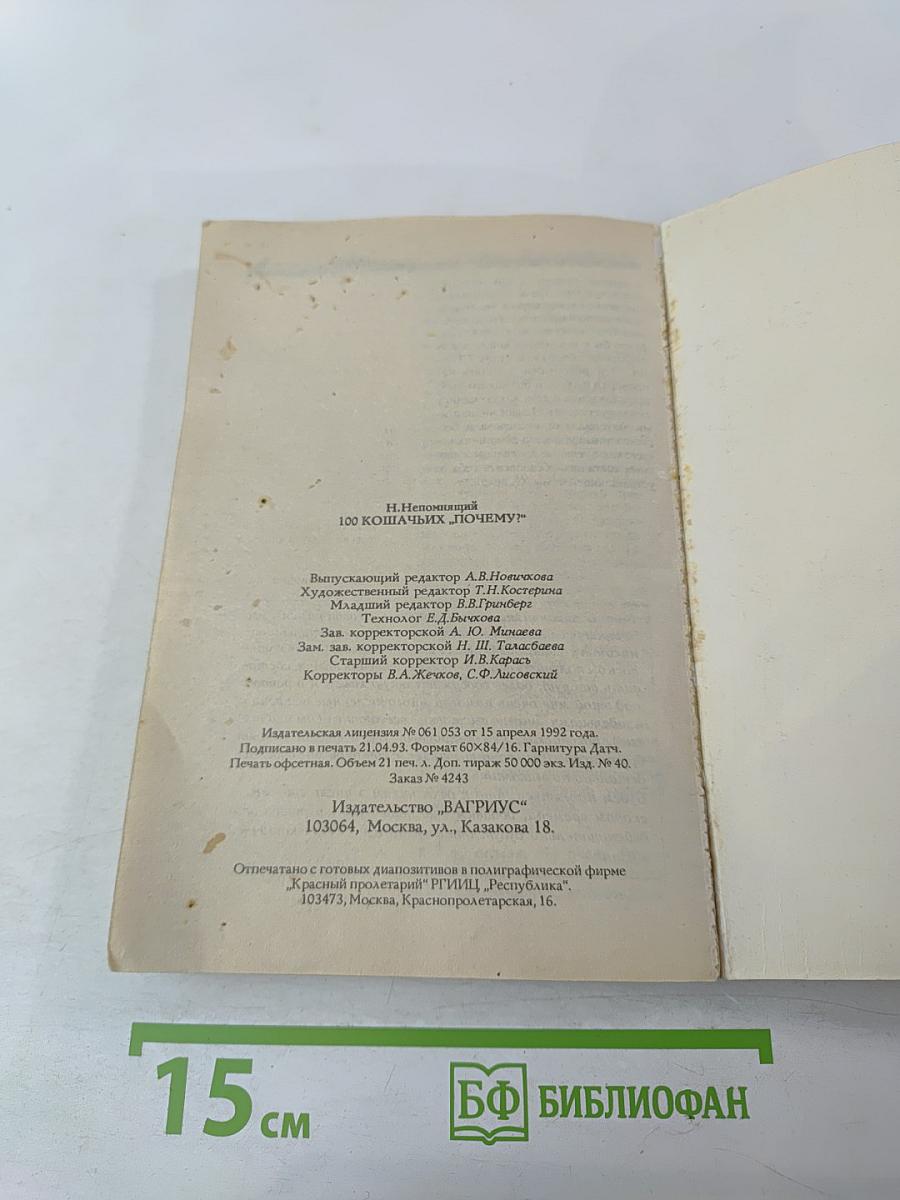 Н.Непомнящий
100 КОШАЧЬИХ „ПОЧЕМУ?“
Выпускающий редактор А.В.Новичкова
Художественный редактор Т.Н.Костерина
Младший редактор В.В.Гринберг
Технолог Е.Д.Бычкова
Зав. корректорской А. Ю. Минаева
Зам. зав. корректорской Н. Ш. Таласбаева
Старший корректор И.В.Карась
Корректоры В.А.Жечков, С.Ф.Лисовский
Издательская лицензия № 061 053 от 15 апреля 1992 года.
Подписано в печать 21.04.93. Формат 60×84/16. Гарнитура Датч.
Печать офсетная. Объем 21 печ. л. Доп. тираж 50 000 экз. Изд. № 40.
Заказ № 4243
Издательство „ВАГРИУС“
103064, Москва, ул., Казакова 18.
Отпечатано с готовых диапозитивов в полиграфической фирме
„Красный пролетарий“ РГИИЦ „Республика“.
103473, Москва, Краснопролетарская, 16.
15 см
БФ БИБЛИОФАН